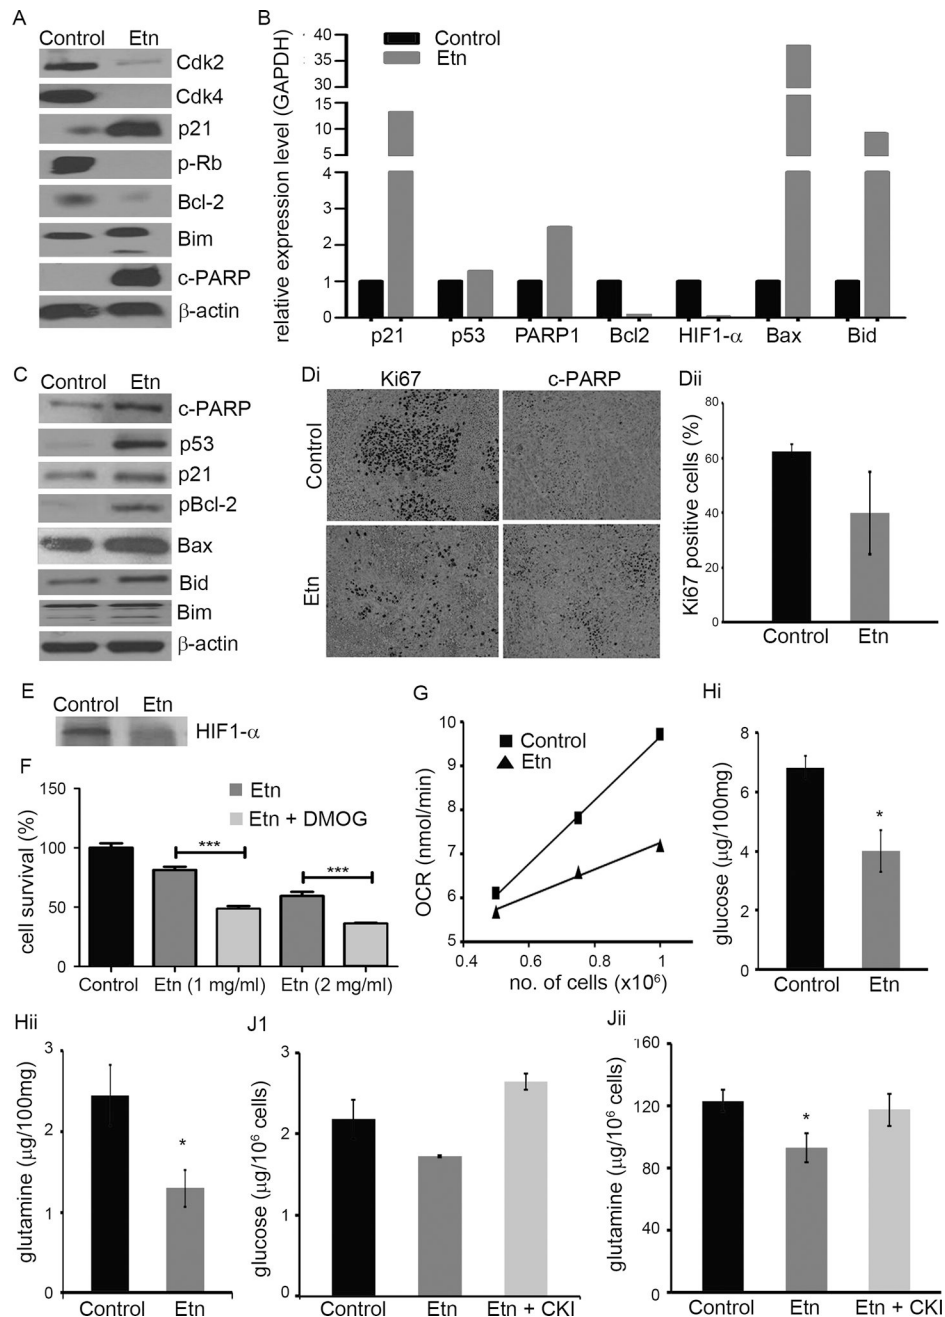 A
Control Etn
Cdk2
Cdk4
p21
p-Rb
Bcl-2
Bim
c-PARP
β-actin
B
relative expression level (GAPDH)
Control
Etn
40
35
30
15
10
5
4
3
2
1
0
p21 p53 PARP1 Bcl2 HIF1-α Bax Bid
C
Control Etn
c-PARP
p53
p21
pBcl-2
Bax
Bid
Bim
β-actin
Di
Ki67 c-PARP
Control
Etn
Dii
Ki67 positive cells (%)
80
60
40
20
0
Control Etn
E
Control Etn
HIF1-α
F
cell survival (%)
150
100
50
0
Etn
Etn + DMOG
*** ***
Control Etn (1 mg/ml) Etn (2 mg/ml)
G
OCR (nmol/min)
10
9
8
7
6
5
Control
Etn
0.4 0.6 0.8 1
no. of cells (x10⁶)
Hi
glucose (μg/100mg)
8
6
4
2
0
*
Control Etn
Hii
glutamine (μg/100mg)
3
2
1
0
*
Control Etn
J1
glucose (μg/10⁶ cells)
3
2
1
0
Control Etn Etn + CKI
Jii
glutamine (μg/10⁶ cells)
160
120
80
40
0
*
Control Etn Etn + CKI